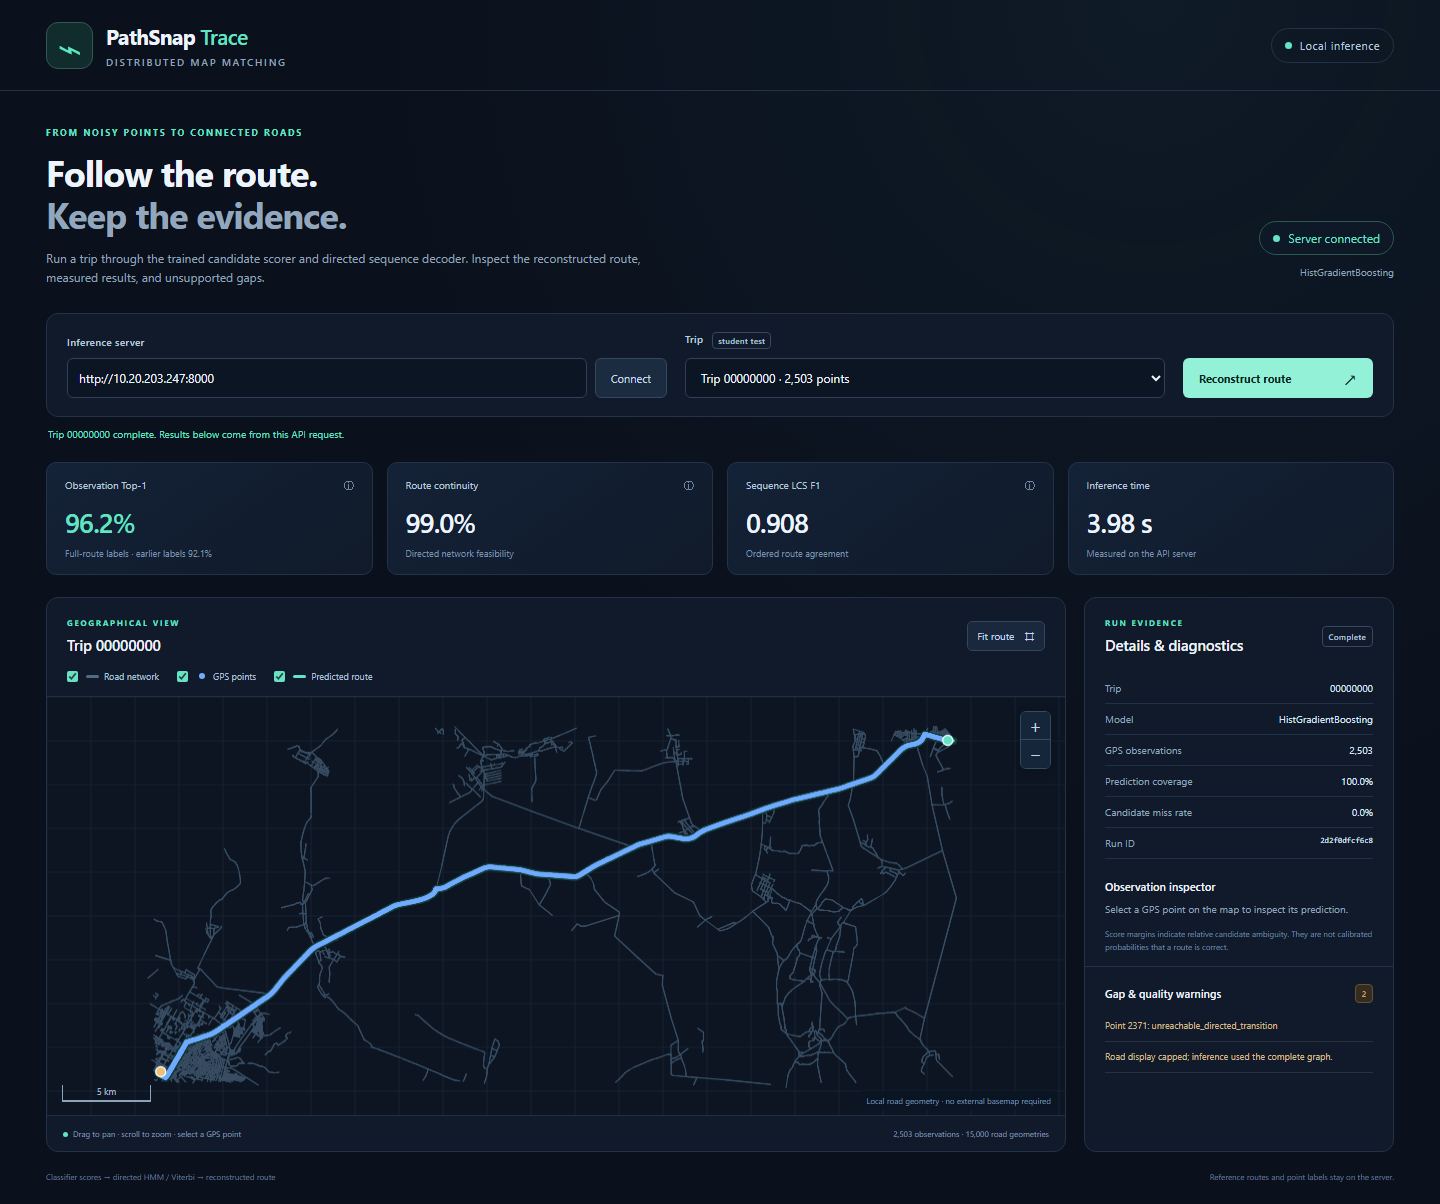 PathSnap Trace
DISTRIBUTED MAP MATCHING
Local inference
FROM NOISY POINTS TO CONNECTED ROADS
Follow the route.
Keep the evidence.
Run a trip through the trained candidate scorer and directed sequence decoder. Inspect the reconstructed route,
measured results, and unsupported gaps.
Server connected
HistGradientBoosting
Inference server
http://10.20.203.247:8000
Connect
Trip student test
Trip 00000000 · 2,503 points
Reconstruct route ↗
Trip 00000000 complete. Results below come from this API request.
Observation Top-1 ⓘ
96.2%
Full-route labels · earlier labels 92.1%
Route continuity ⓘ
99.0%
Directed network feasibility
Sequence LCS F1 ⓘ
0.908
Ordered route agreement
Inference time
3.98 s
Measured on the API server
GEOGRAPHICAL VIEW
Trip 00000000
Fit route
Road network GPS points Predicted route
+
−
5 km
Local road geometry · no external basemap required
Drag to pan · scroll to zoom · select a GPS point
2,503 observations · 15,000 road geometries
RUN EVIDENCE
Details & diagnostics
Complete
Trip 00000000
Model HistGradientBoosting
GPS observations 2,503
Prediction coverage 100.0%
Candidate miss rate 0.0%
Run ID 2d2f0dfcf6c8
Observation inspector
Select a GPS point on the map to inspect its prediction.
Score margins indicate relative candidate ambiguity. They are not calibrated
probabilities that a route is correct.
Gap & quality warnings 2
Point 2371: unreachable_directed_transition
Road display capped; inference used the complete graph.
Classifier scores → directed HMM / Viterbi → reconstructed route
Reference routes and point labels stay on the server.